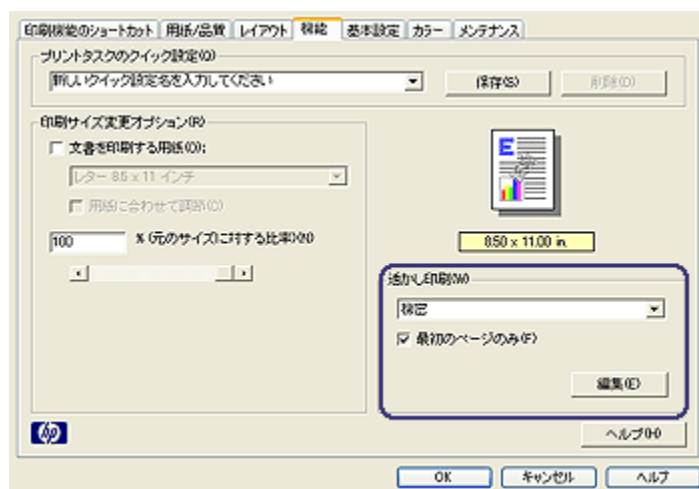 印刷機能のショートカット 用紙/品質 レイアウト 機能 基本設定 カラー メンテナンス
プリントタスクのクイック設定(Q)
新しいクイック設定名を入力してください 保存(S) 削除(D)
印刷サイズ変更オプション(R)
文書を印刷する用紙(O):
レター 8.5 x 11 インチ
用紙に合わせて調節(C)
100 % (元のサイズに対する比率)(N)
E
8.50 x 11.00 in.
透かし印刷(W)
極密
最初のページのみ(F)
編集(E)
hp
ヘルプ(H)
OK キャンセル ヘルプ